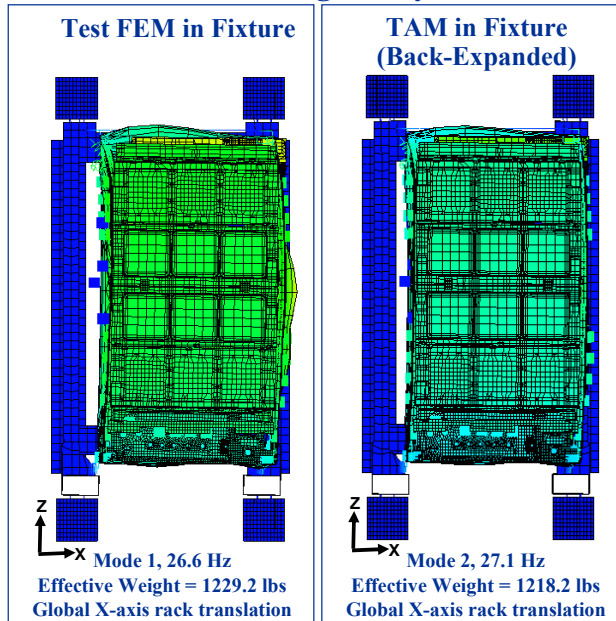 Test FEM in Fixture
Z
X
Mode 1, 26.6 Hz
Effective Weight = 1229.2 lbs
Global X-axis rack translation
TAM in Fixture
(Back-Expanded)
Z
X
Mode 2, 27.1 Hz
Effective Weight = 1218.2 lbs
Global X-axis rack translation